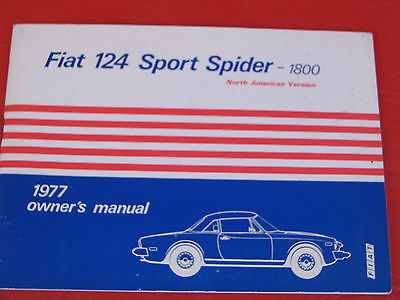 Fiat 124 Sport Spider - 1800
North American Version
1977
owner's manual
FIAT